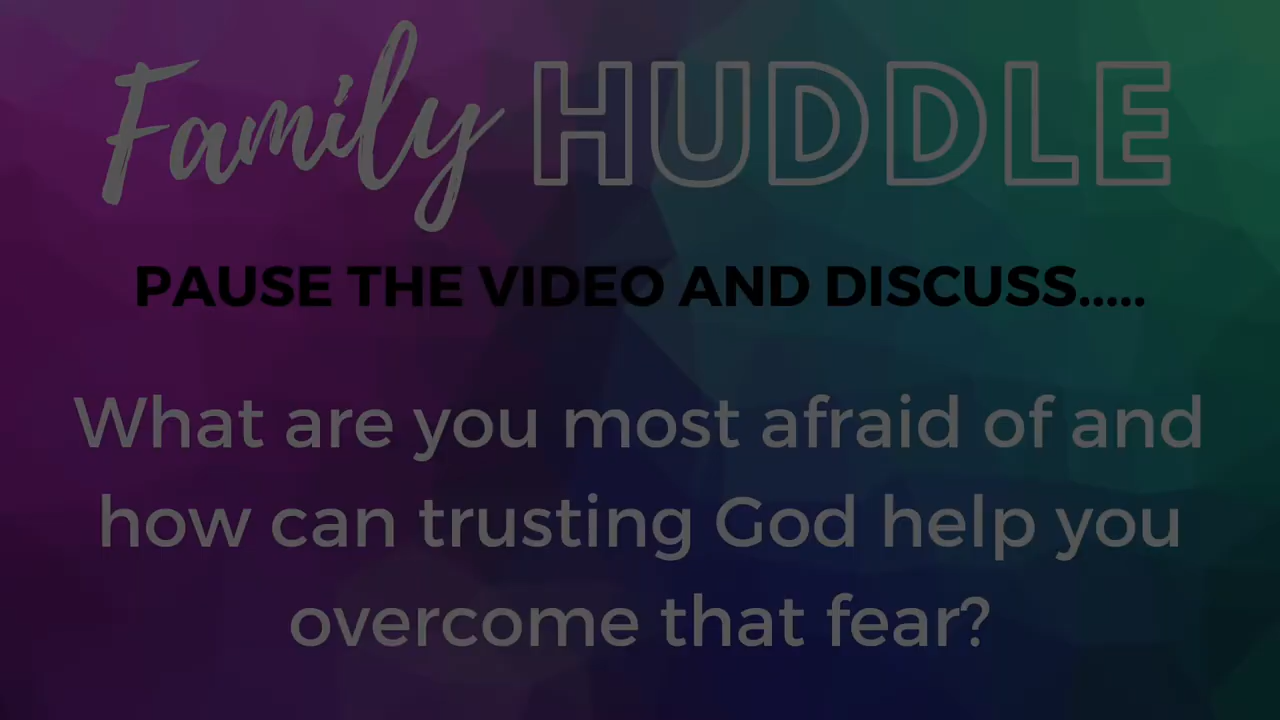 Family HUDDLE
PAUSE THE VIDEO AND DISCUSS.....
What are you most afraid of and
how can trusting God help you
overcome that fear?